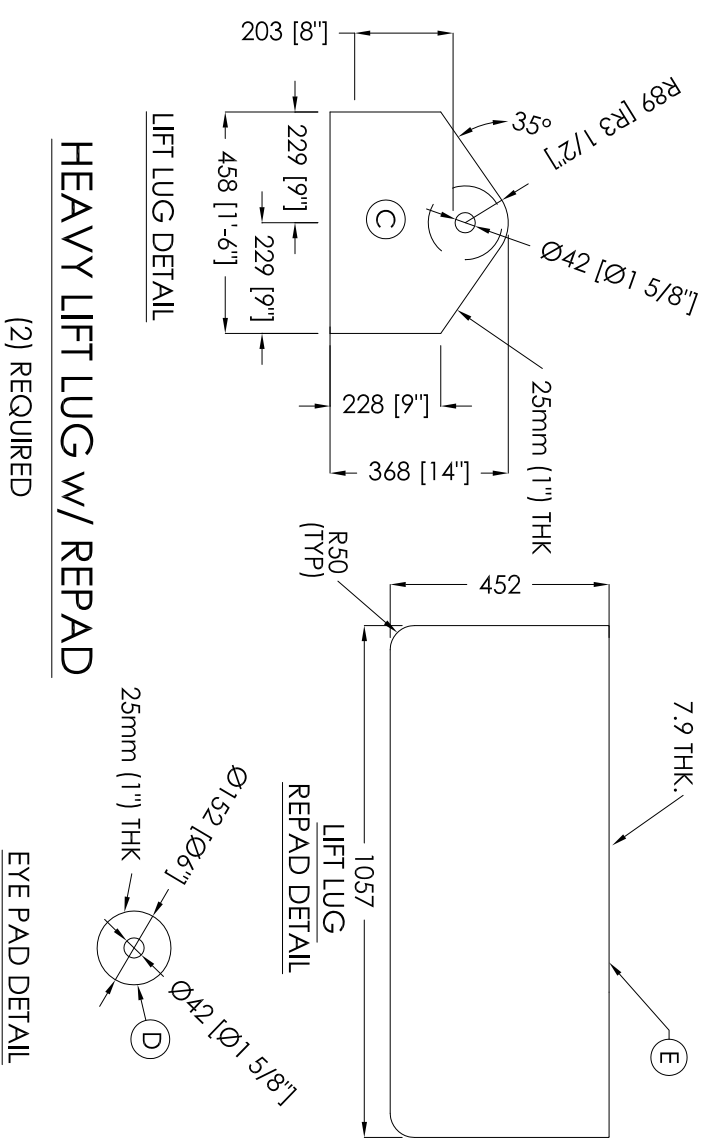 203 [8"]
R89 [R3 1/2"]
35°
Ø42 [Ø1 5/8"]
25mm (1") THK
229 [9"]
229 [9"]
458 [1'-6"]
C
228 [9"]
368 [14"]
LIFT LUG DETAIL
HEAVY LIFT LUG W/ REPAD
(2) REQUIRED
7.9 THK.
E
452
R50
(TYP)
1057
LIFT LUG
REPAD DETAIL
Ø152 [Ø6"]
25mm (1") THK
Ø42 [Ø1 5/8"]
D
EYE PAD DETAIL